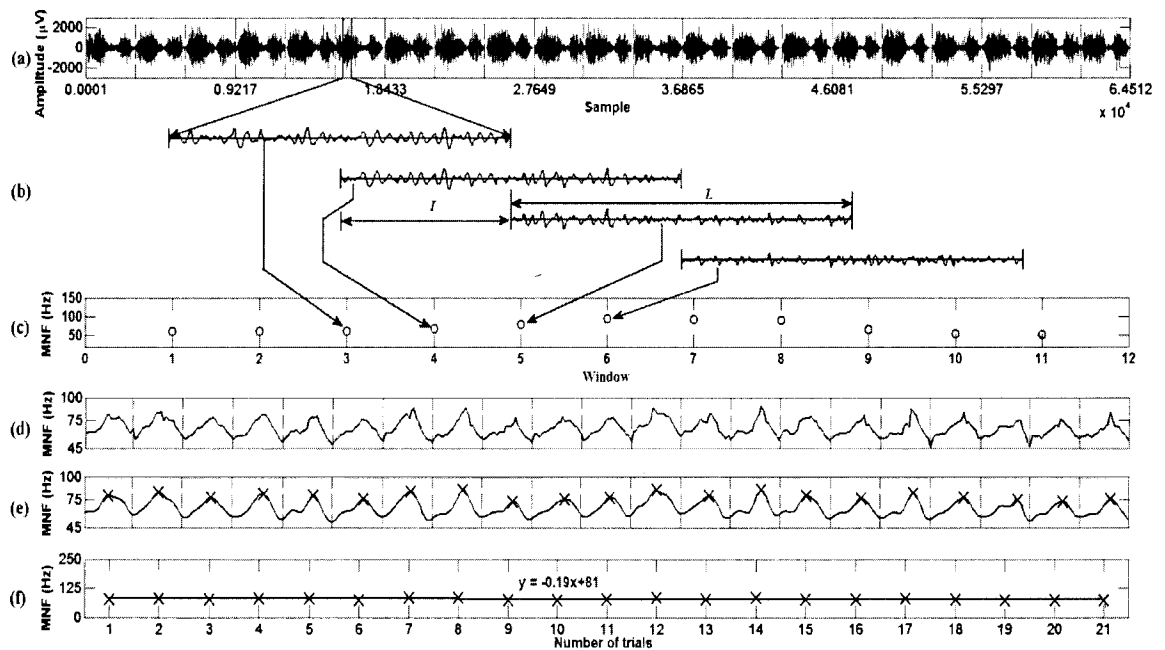 (a)
Amplitude (µV)
2000
0
-2000
0.0001 0.9217 1.8433 2.7649 3.6865 4.6081 5.5297 6.4512
Sample
x 10⁴
(b)
I
L
(c)
MNF (Hz)
150
100
50
0 1 2 3 4 5 6 7 8 9 10 11 12
Window
(d)
MNF (Hz)
100
75
45
(e)
MNF (Hz)
100
75
45
(f)
MNF (Hz)
250
125
0
y = -0.19x+81
1 2 3 4 5 6 7 8 9 10 11 12 13 14 15 16 17 18 19 20 21
Number of trials